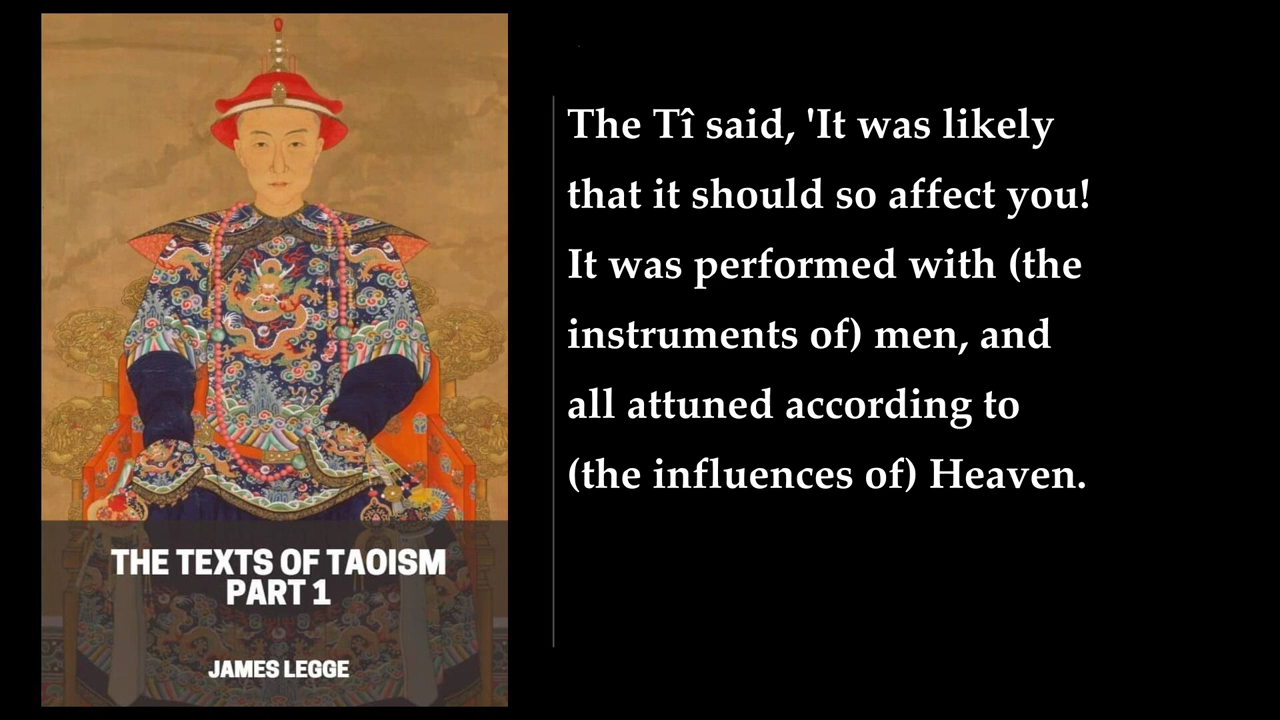 The Tî said, 'It was likely
that it should so affect you!
It was performed with (the
instruments of) men, and
all attuned according to
(the influences of) Heaven.
THE TEXTS OF TAOISM
PART 1
JAMES LEGGE